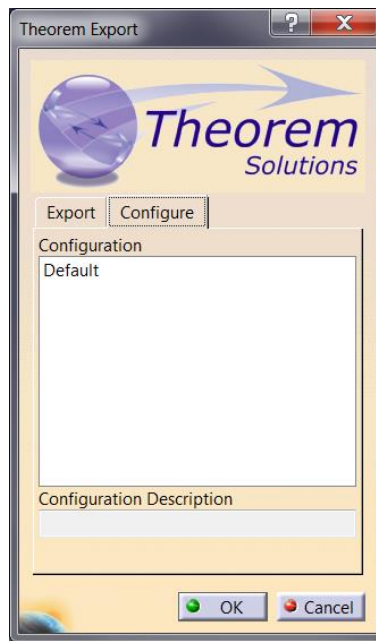 Theorem Export
Theorem
Solutions
Export Configure
Configuration
Default
Configuration Description
OK Cancel